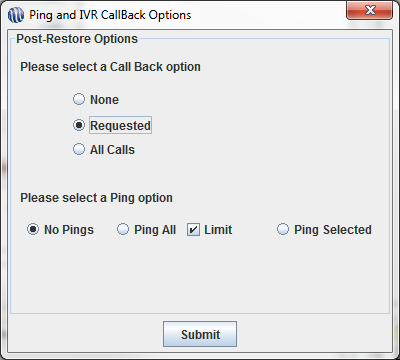 Ping and IVR CallBack Options
Post-Restore Options
Please select a Call Back option
None
Requested
All Calls
Please select a Ping option
No Pings Ping All Limit Ping Selected
Submit